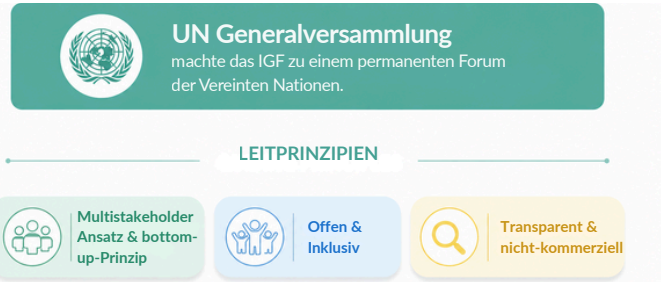 UN Generalversammlung
machte das IGF zu einem permanenten Forum
der Vereinten Nationen.
LEITPRINZIPIEN
Multistakeholder
Ansatz & bottom-
up-Prinzip
Offen &
Inklusiv
Transparent &
nicht-kommerziell